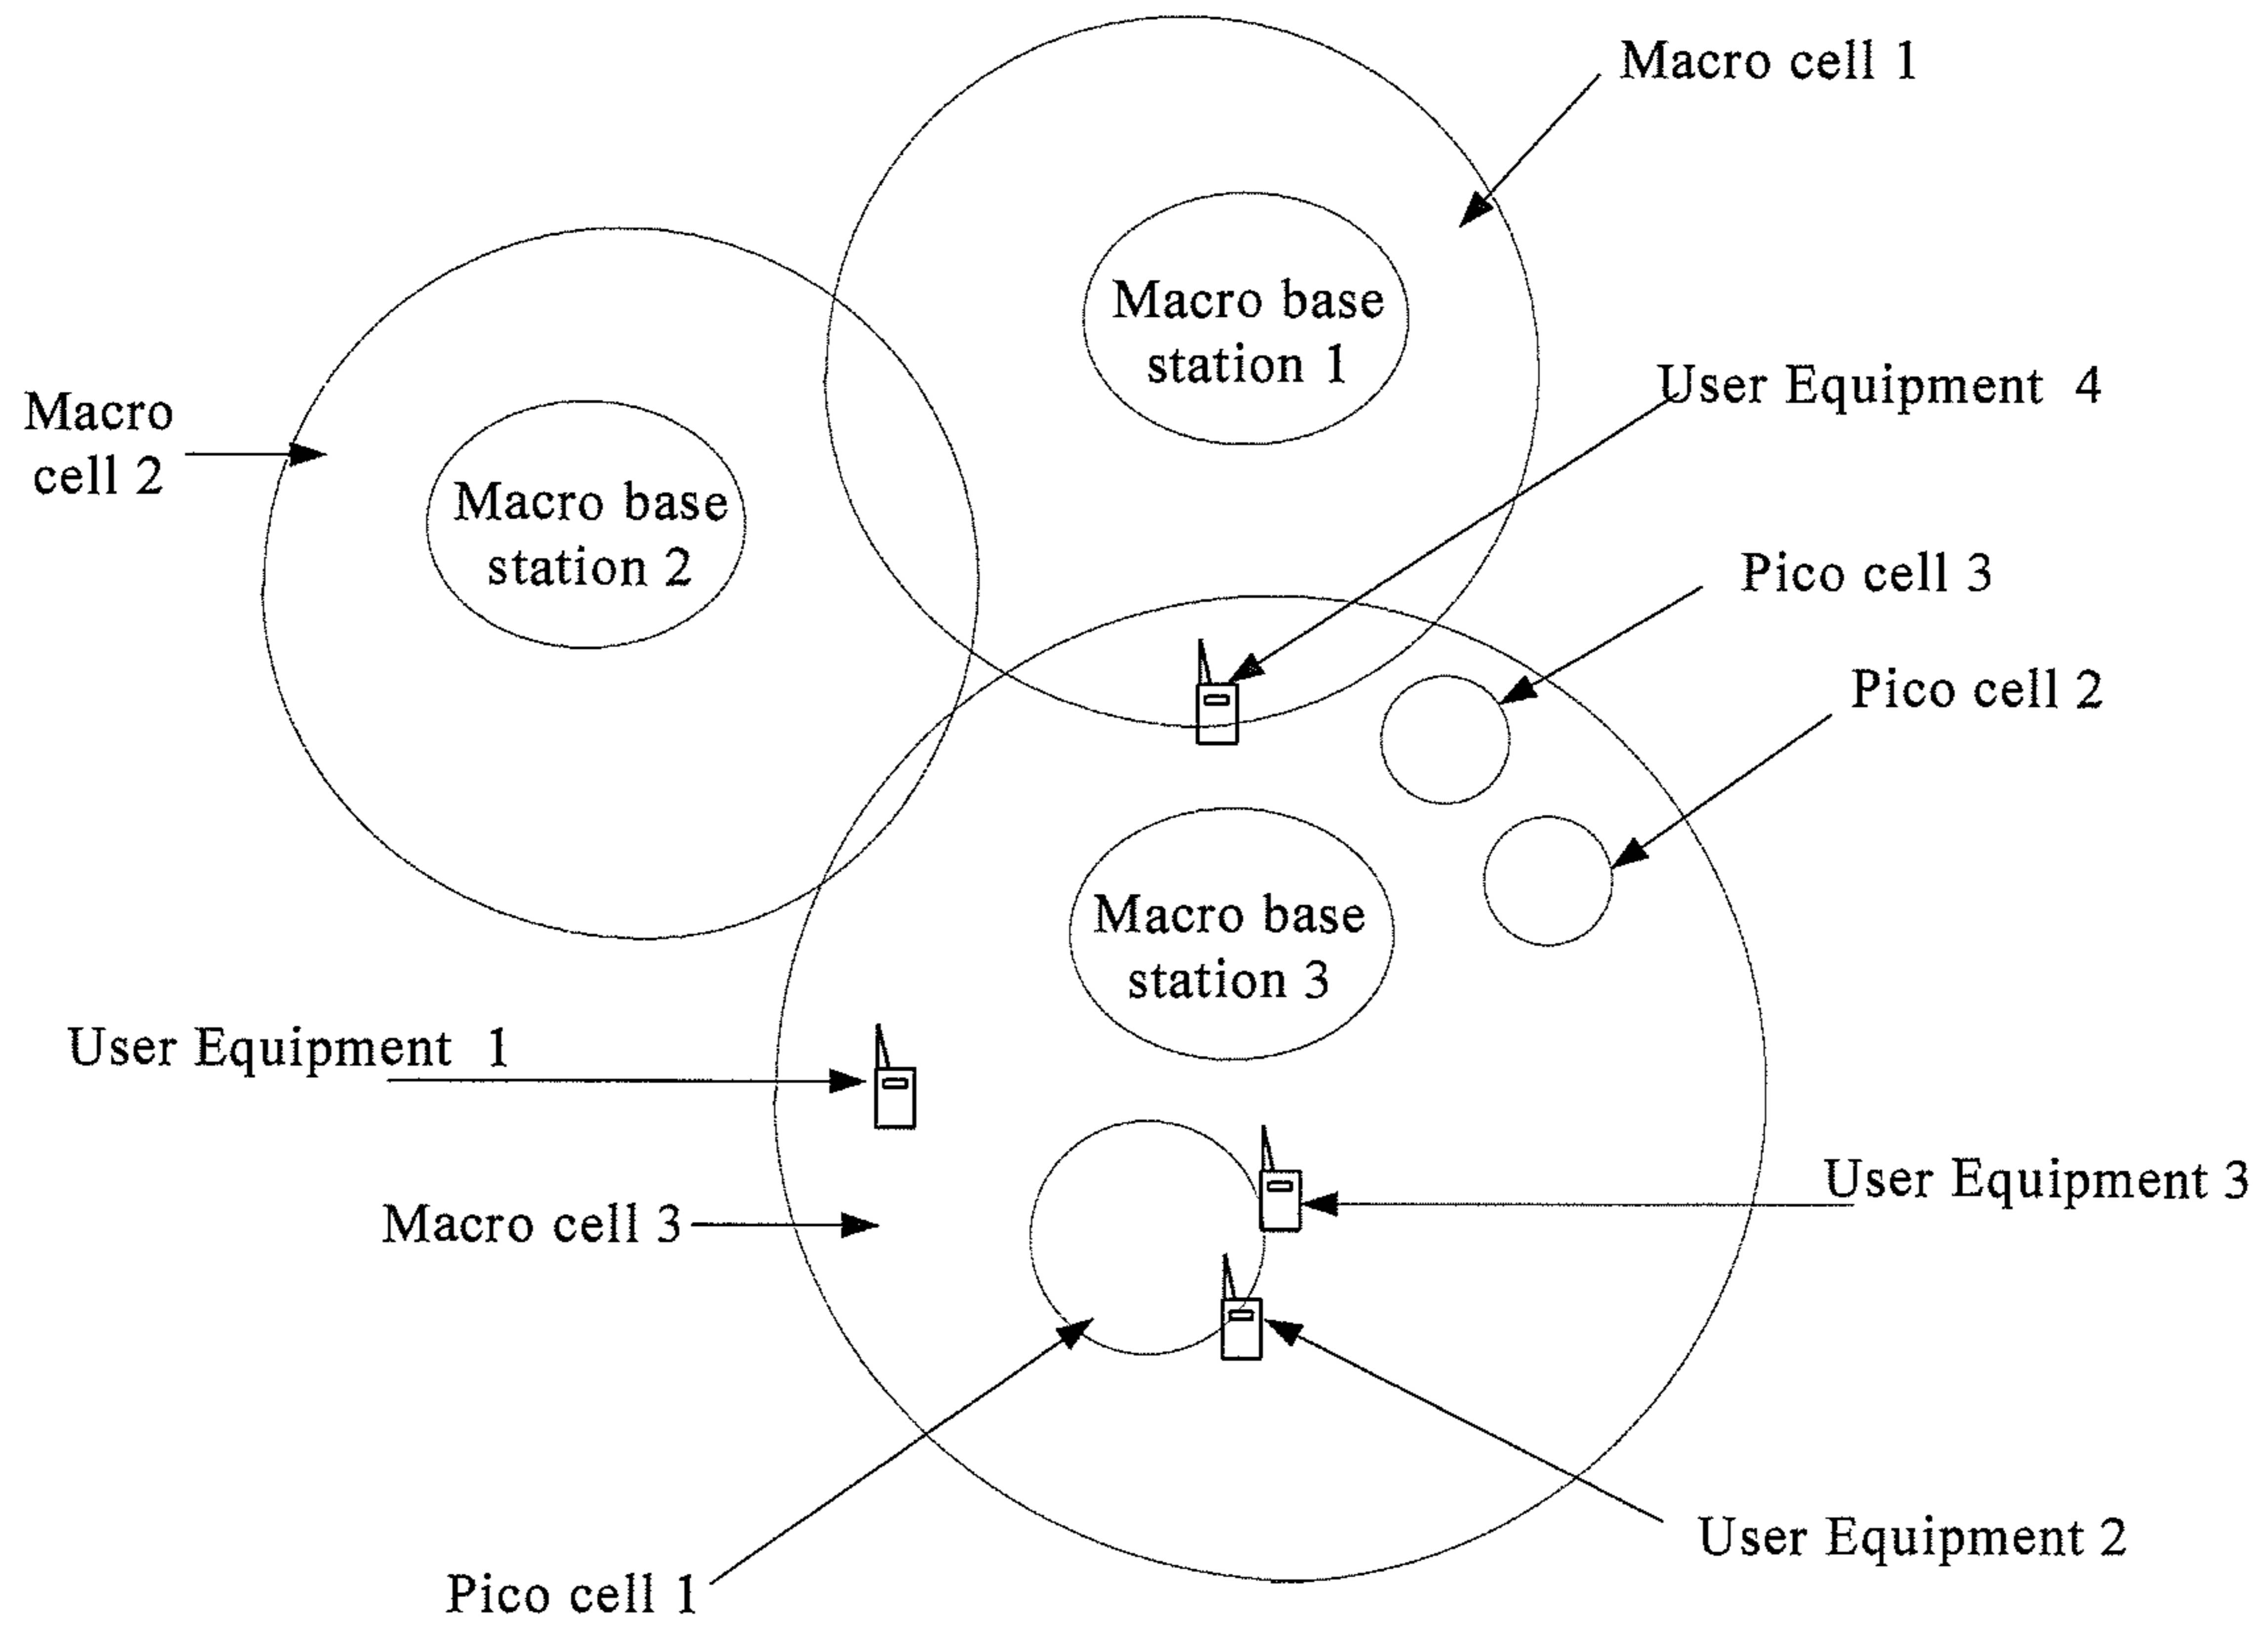 Macro cell 1
Macro base
station 1
User Equipment 4
Macro
cell 2
Macro base
station 2
Pico cell 3
Pico cell 2
Macro base
station 3
User Equipment 1
User Equipment 3
Macro cell 3
User Equipment 2
Pico cell 1